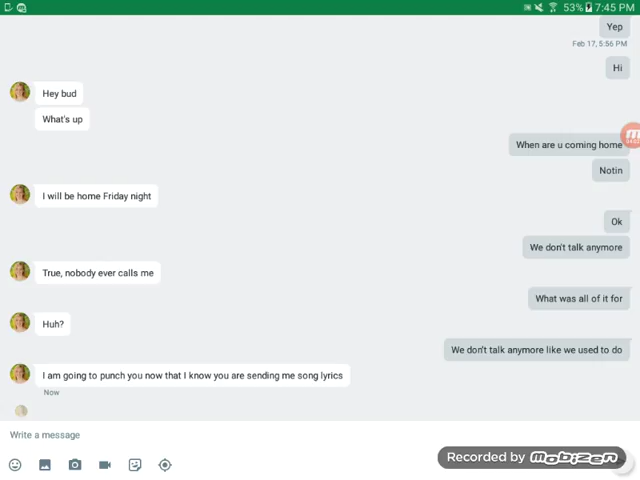 53% 7:45 PM
Yep
Feb 17, 5:56 PM
Hi
Hey bud
What's up
When are u coming home
Notin
I will be home Friday night
Ok
We don't talk anymore
True, nobody ever calls me
What was all of it for
Huh?
We don't talk anymore like we used to do
I am going to punch you now that I know you are sending me song lyrics
Now
Write a message
Recorded by MOBIZEN